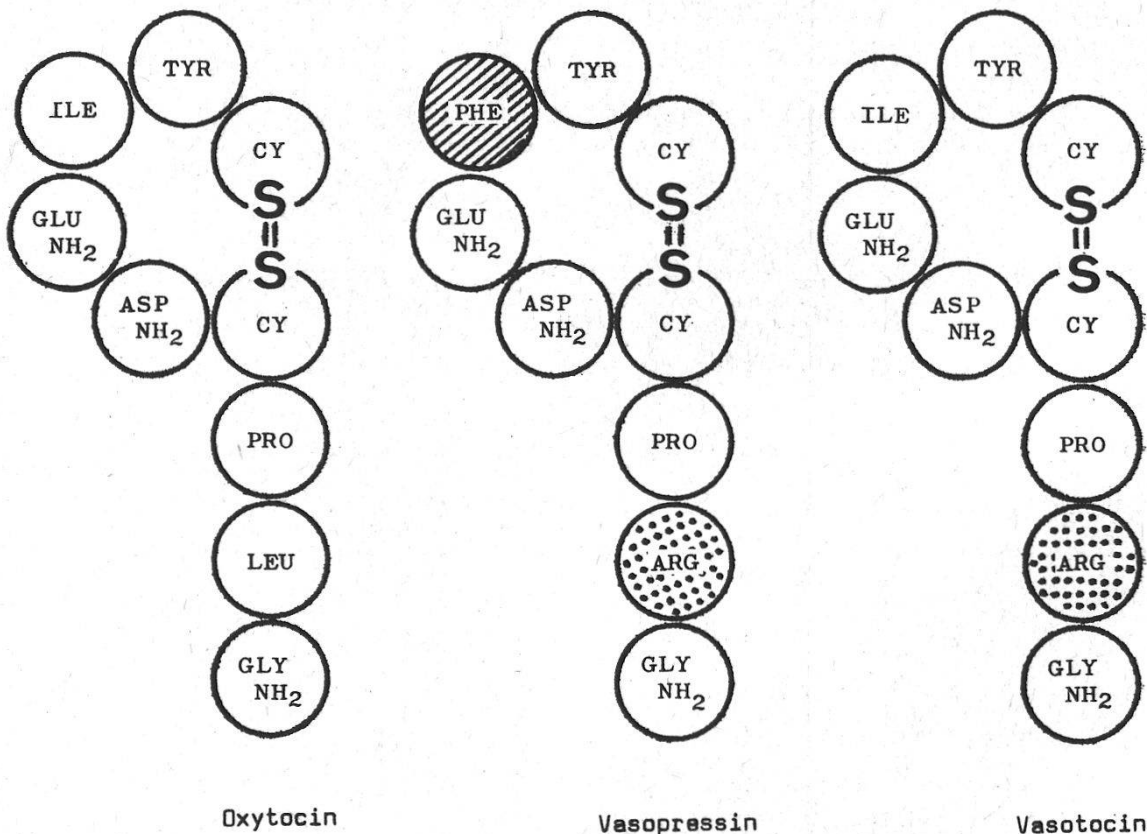 TYR
ILE
CY
S
S
GLU
NH₂
ASP
NH₂
CY
PRO
LEU
GLY
NH₂
Oxytocin
TYR
PHE
CY
S
S
GLU
NH₂
ASP
NH₂
CY
PRO
ARG
GLY
NH₂
Vasopressin
TYR
ILE
CY
S
S
GLU
NH₂
ASP
NH₂
CY
PRO
ARG
GLY
NH₂
Vasotocin